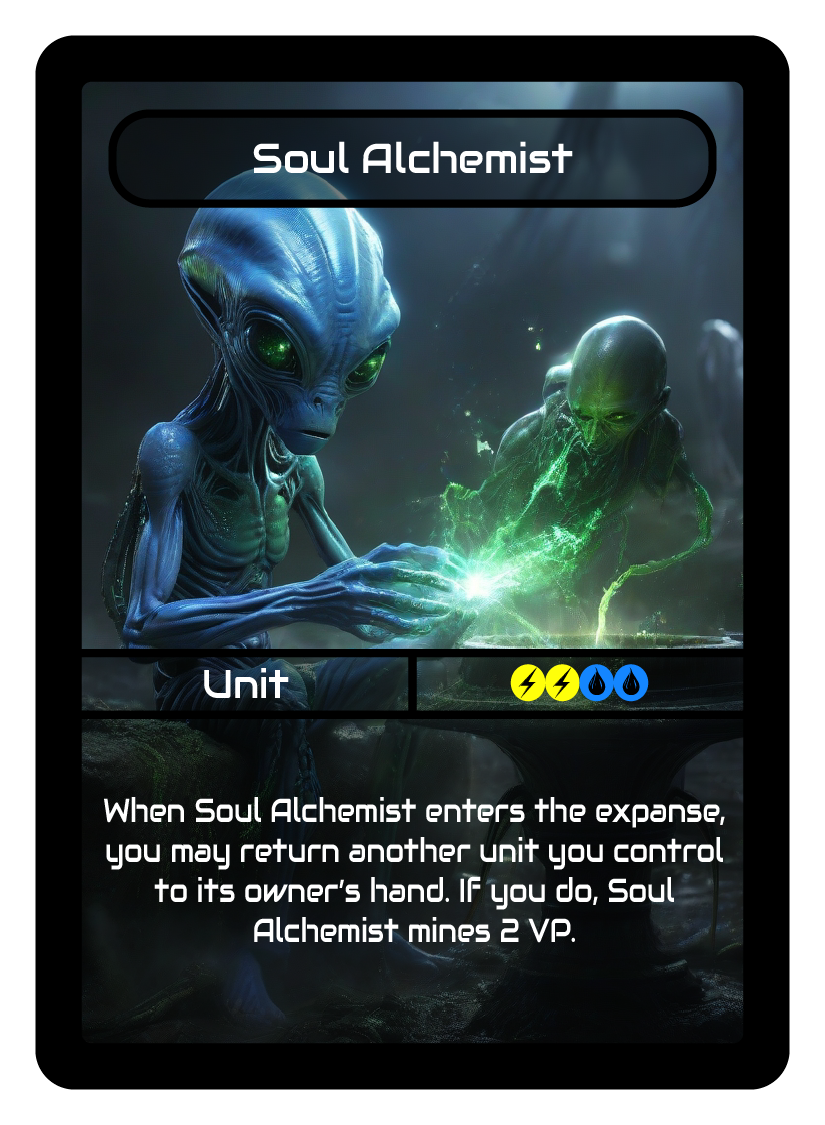 Soul Alchemist
Unit
When Soul Alchemist enters the expanse,
you may return another unit you control
to its owner's hand. If you do, Soul
Alchemist mines 2 VP.